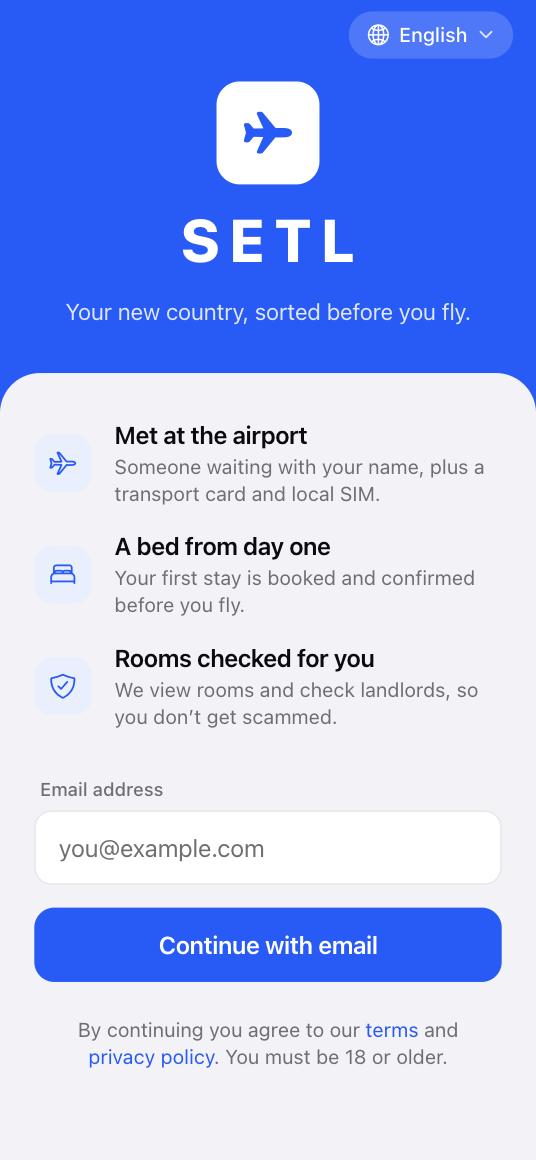 English
SETL
Your new country, sorted before you fly.
Met at the airport
Someone waiting with your name, plus a
transport card and local SIM.
A bed from day one
Your first stay is booked and confirmed
before you fly.
Rooms checked for you
We view rooms and check landlords, so
you don’t get scammed.
Email address
you@example.com
Continue with email
By continuing you agree to our terms and
privacy policy. You must be 18 or older.